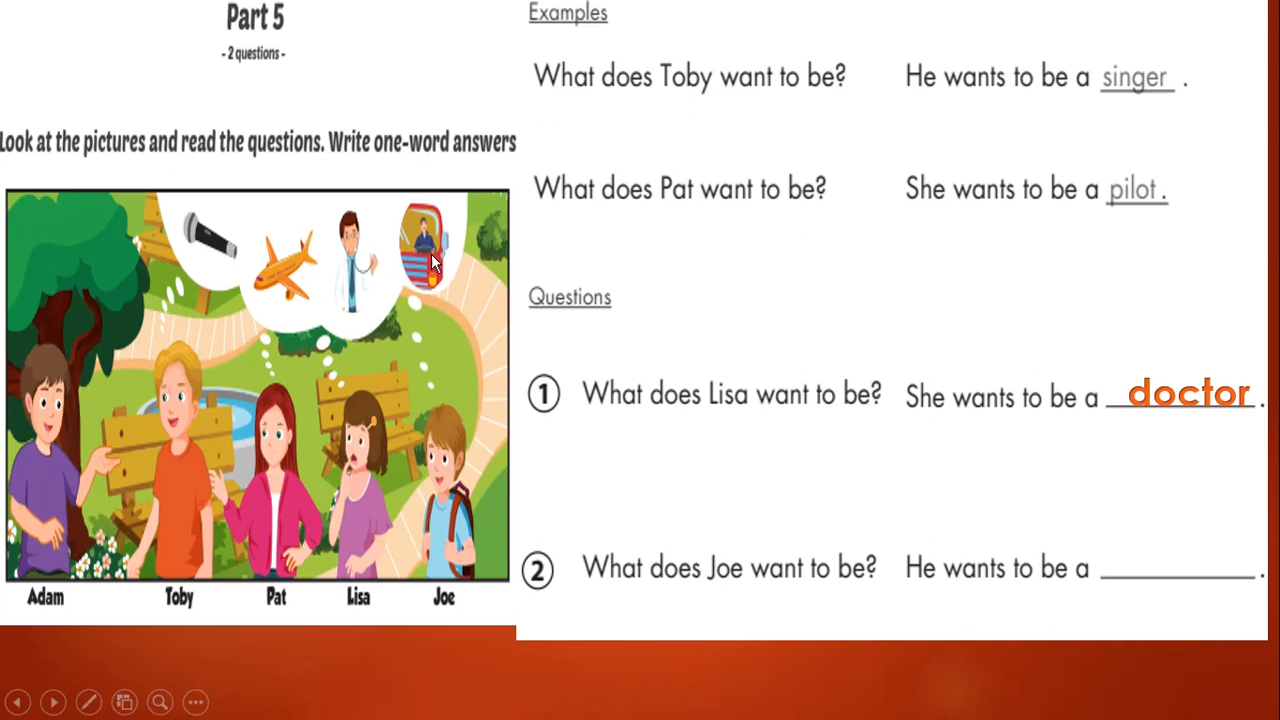 Part 5
- 2 questions -
Look at the pictures and read the questions. Write one-word answers
Adam Toby Pat Lisa Joe
Examples
What does Toby want to be? He wants to be a singer .
What does Pat want to be? She wants to be a pilot .
Questions
1 What does Lisa want to be? She wants to be a doctor .
2 What does Joe want to be? He wants to be a ____________ .